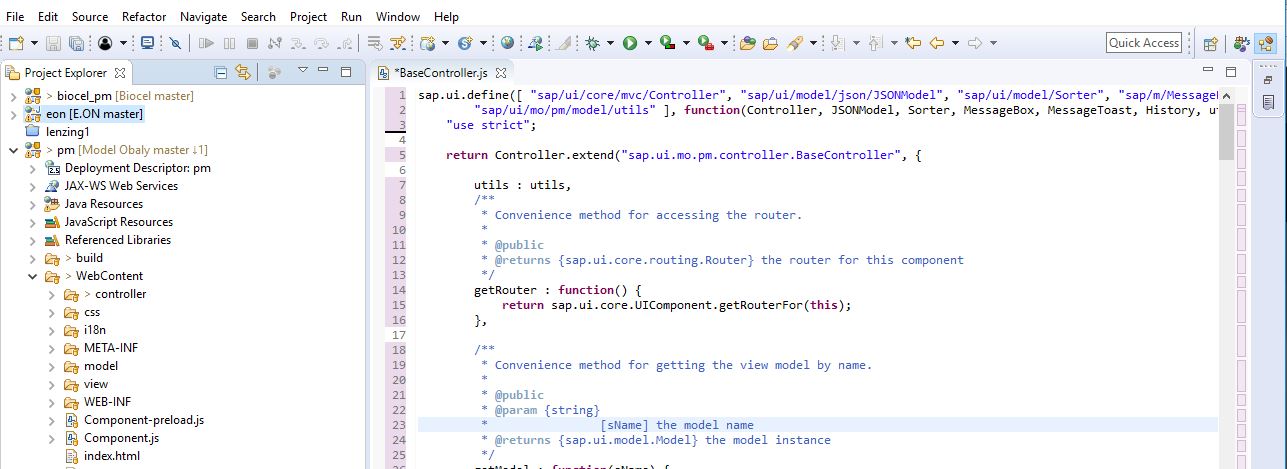 File Edit Source Refactor Navigate Search Project Run Window Help
Quick Access
Project Explorer
> biocel_pm [Biocel master]
eon [E.ON master]
lenzing1
> pm [Model Obaly master ↓1]
Deployment Descriptor: pm
JAX-WS Web Services
Java Resources
JavaScript Resources
Referenced Libraries
> build
> WebContent
> controller
css
i18n
META-INF
model
view
WEB-INF
Component-preload.js
Component.js
index.html
*BaseController.js
1 sap.ui.define([ "sap/ui/core/mvc/Controller", "sap/ui/model/json/JSONModel", "sap/ui/model/Sorter", "sap/m/Message
2 "sap/ui/mo/pm/model/utils" ], function(Controller, JSONModel, Sorter, MessageBox, MessageToast, History, ut
3 "use strict";
4
5 return Controller.extend("sap.ui.mo.pm.controller.BaseController", {
6
7 utils : utils,
8 /**
9 * Convenience method for accessing the router.
10 *
11 * @public
12 * @returns {sap.ui.core.routing.Router} the router for this component
13 */
14 getRouter : function() {
15 return sap.ui.core.UIComponent.getRouterFor(this);
16 },
17
18 /**
19 * Convenience method for getting the view model by name.
20 *
21 * @public
22 * @param {string}
23 * [sName] the model name
24 * @returns {sap.ui.model.Model} the model instance
25 */
26 getModel : function(sName) {